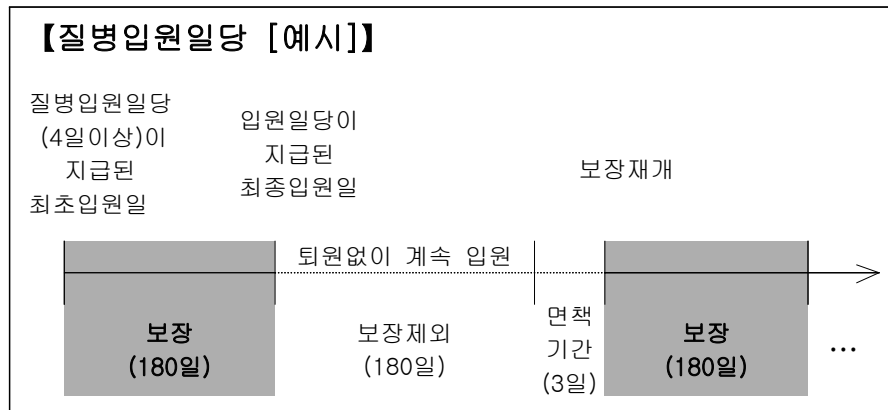 【질병입원일당 [예시]】
질병입원일당
(4일이상)이
지급된
최초입원일
입원일당이
지급된
최종입원일
보장재개
퇴원없이 계속 입원
보장
(180일)
보장제외
(180일)
면책
기간
(3일)
보장
(180일)
…